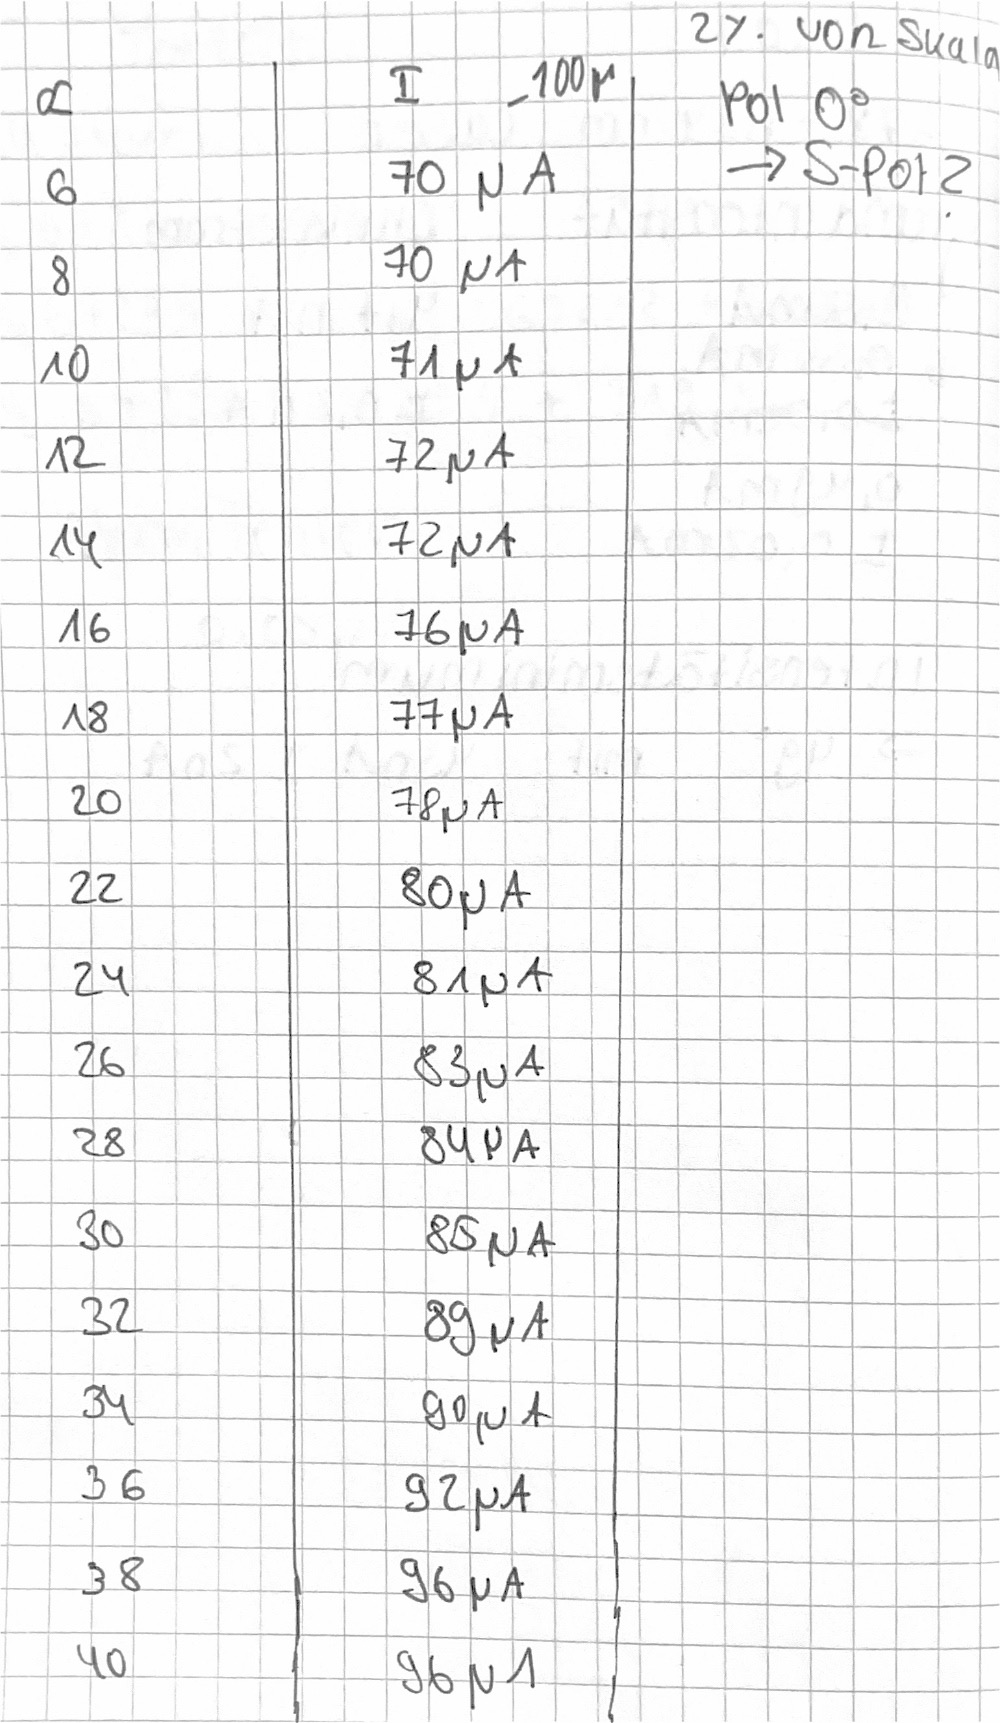 2%. von Skala
α I -100µ Pol 0°
6 70 µA → S-Pol?
8 70 µA
10 71 µA
12 72 µA
14 72 µA
16 76 µA
18 77 µA
20 78 µA
22 80 µA
24 81 µA
26 83 µA
28 84 µA
30 85 µA
32 89 µA
34 90 µA
36 92 µA
38 96 µA
40 96 µA